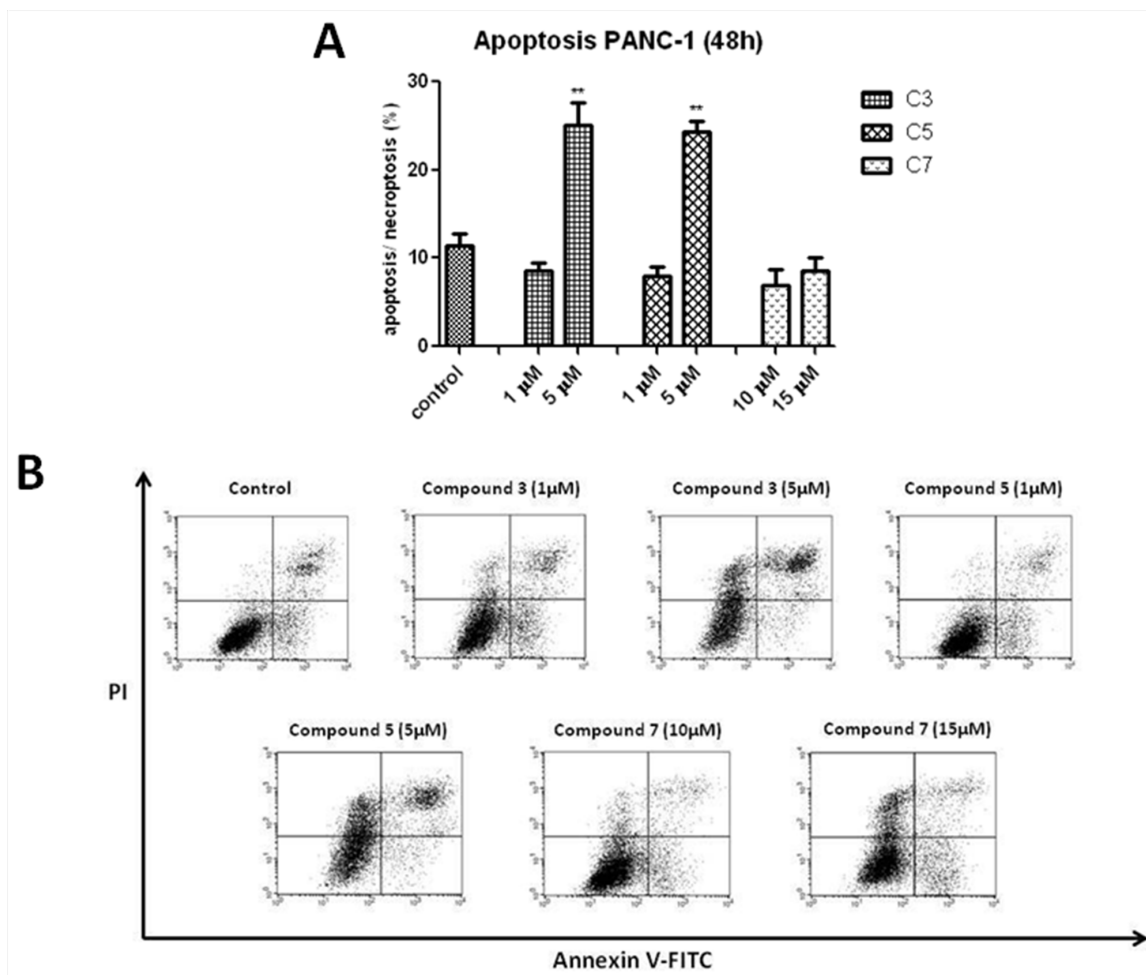 A
Apoptosis PANC-1 (48h)
apoptosis/ necroptosis (%)
30
20
10
0
control
1 µM
5 µM
1 µM
5 µM
10 µM
15 µM
**
**
C3
C5
C7
B
PI
Control
Compound 3 (1µM)
Compound 3 (5µM)
Compound 5 (1µM)
Compound 5 (5µM)
Compound 7 (10µM)
Compound 7 (15µM)
Annexin V-FITC